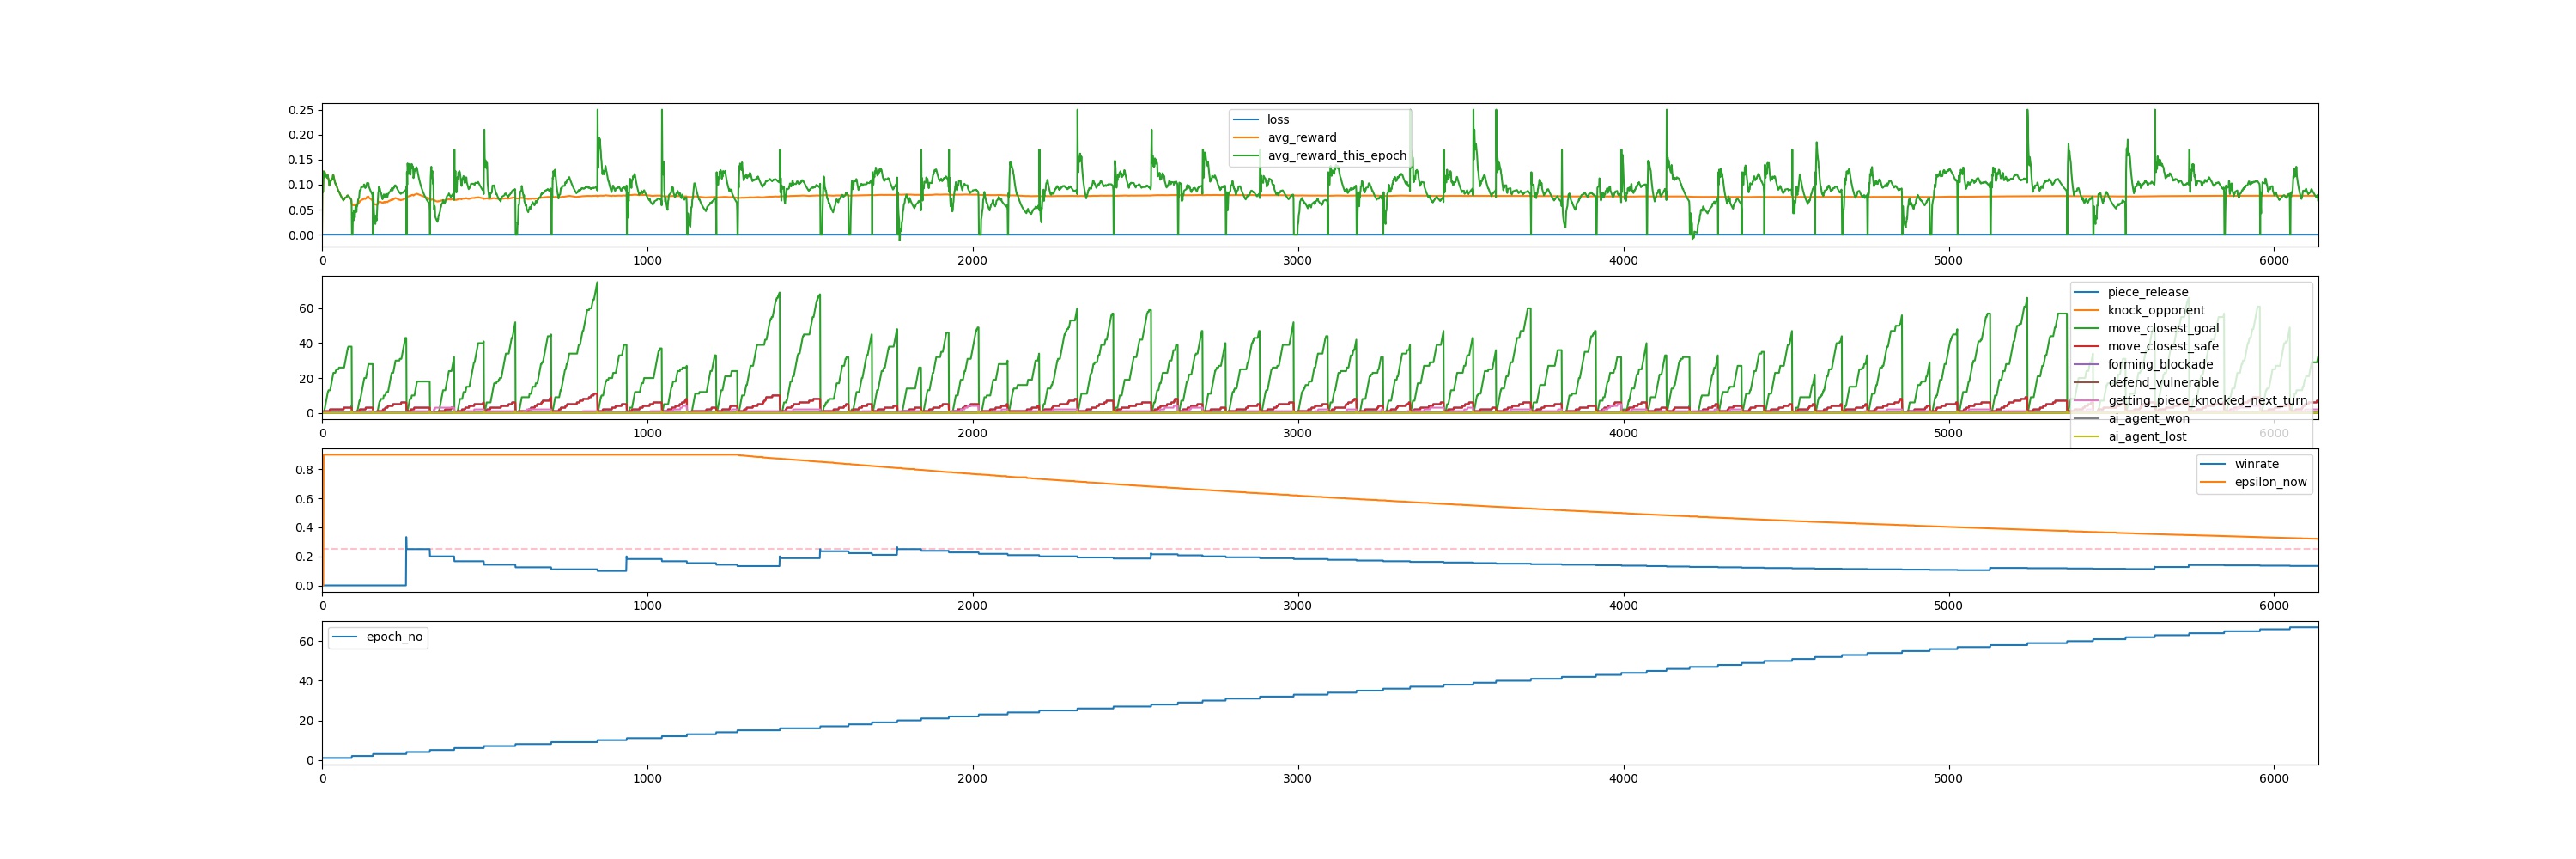 0.25
0.20
0.15
0.10
0.05
0.00
loss
avg_reward
avg_reward_this_epoch
0 1000 2000 3000 4000 5000 6000
60
40
20
0
piece_release
knock_opponent
move_closest_goal
move_closest_safe
forming_blockade
defend_vulnerable
getting_piece_knocked_next_turn
ai_agent_won
ai_agent_lost
0 1000 2000 3000 4000 5000 6000
0.8
0.6
0.4
0.2
0.0
winrate
epsilon_now
0 1000 2000 3000 4000 5000 6000
60
40
20
0
epoch_no
0 1000 2000 3000 4000 5000 6000